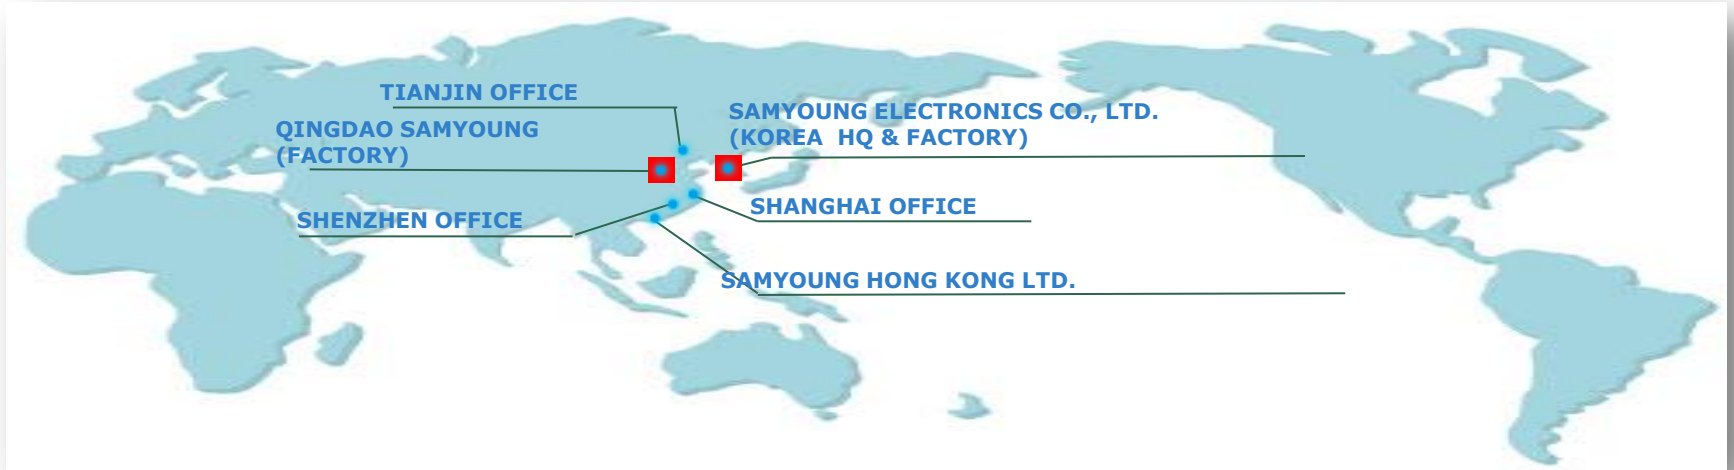 TIANJIN OFFICE
SAMYOUNG ELECTRONICS CO., LTD.
(KOREA HQ & FACTORY)
QINGDAO SAMYOUNG
(FACTORY)
SHENZHEN OFFICE
SHANGHAI OFFICE
SAMYOUNG HONG KONG LTD.